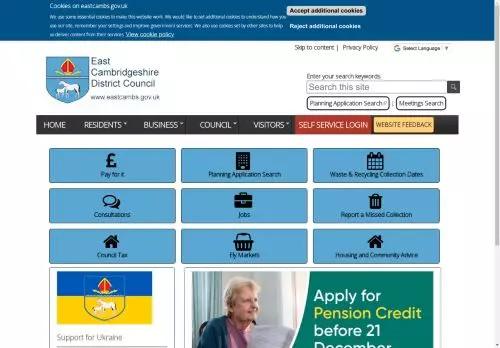 Cookies on eastcambs.gov.uk
We use some essential cookies to make this website work. We would like to set additional cookies to understand how you
use our site, remember your settings and improve government's services. We also use cookies set by other sites to help
us deliver content from their services. View cookie policy
Accept additional cookies
Reject additional cookies
Skip to content | Privacy Policy
G Select Language ▼
East
Cambridgeshire
District Council
www.eastcambs.gov.uk
Enter your search keywords
Search this site
Planning Application Search | Meetings Search
HOME RESIDENTS BUSINESS COUNCIL VISITORS SELF SERVICE LOGIN WEBSITE FEEDBACK
Pay for it
Planning Application Search
Waste & Recycling Collection Dates
Consultations
Jobs
Report a Missed Collection
Council Tax
Ely Markets
Housing and Community Advice
Support for Ukraine
Apply for
Pension Credit
before 21
December